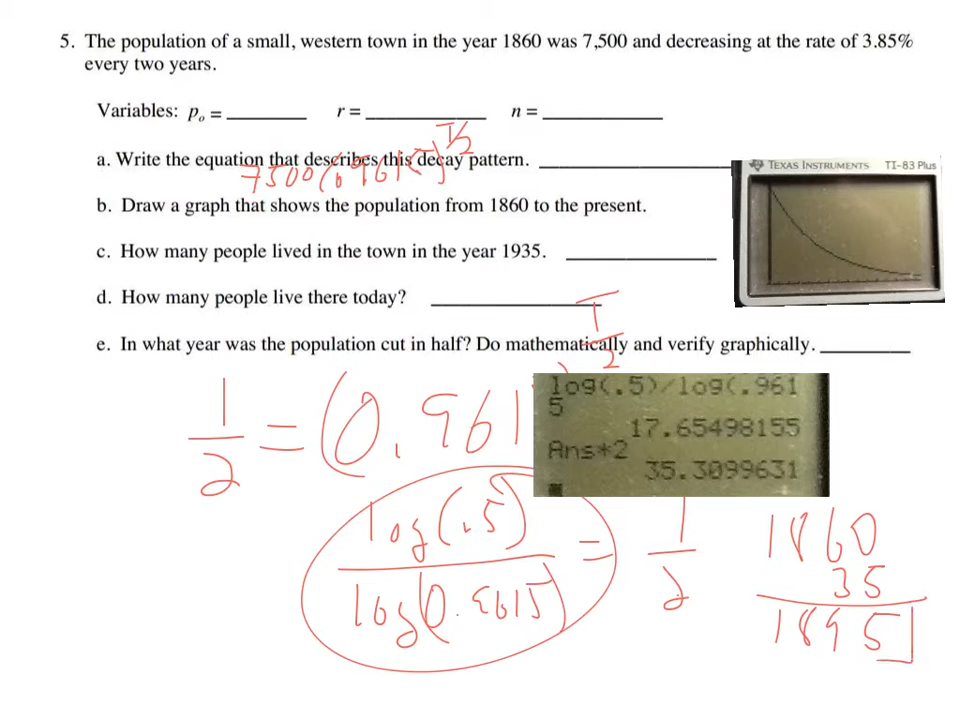 5. The population of a small, western town in the year 1860 was 7,500 and decreasing at the rate of 3.85%
every two years.
Variables: pₒ = ________ r = ____________ n = ____________
a. Write the equation that describes this decay pattern. ____________________
7500(.9615)^T/2
TEXAS INSTRUMENTS TI-83 Plus
b. Draw a graph that shows the population from 1860 to the present.
c. How many people lived in the town in the year 1935. _______________
d. How many people live there today? _________________
e. In what year was the population cut in half? Do mathematically and verify graphically. _________
1/2 = (0.961 ) T/2
log(.5)/log(.961
5
17.65498155
Ans*2
35.3099631
log(.5)/log(0.9615) = T/2
1860
35
1895